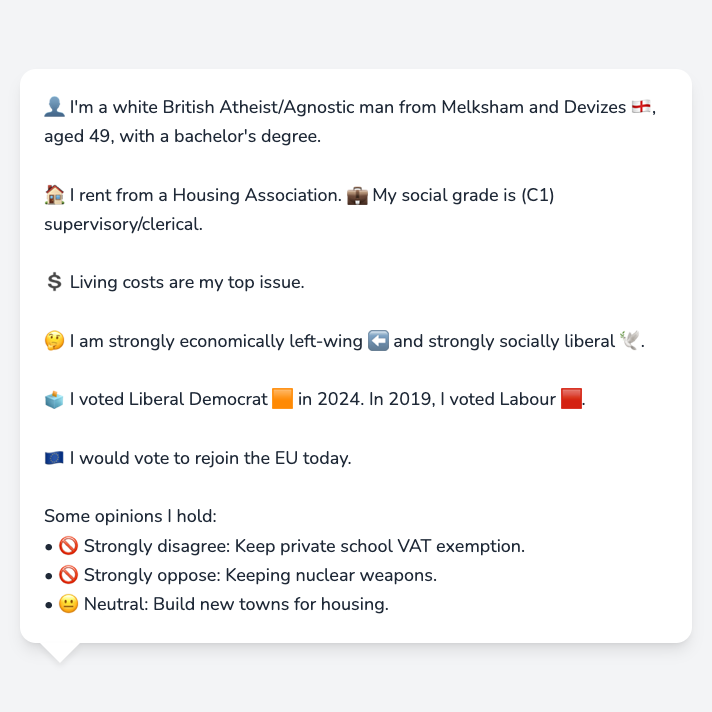 👤 I'm a white British Atheist/Agnostic man from Melksham and Devizes 🏴󠁧󠁢󠁥󠁮󠁧󠁿,
aged 49, with a bachelor's degree.
🏠 I rent from a Housing Association. 💼 My social grade is (C1)
supervisory/clerical.
💲 Living costs are my top issue.
🤔 I am strongly economically left-wing ⬅️ and strongly socially liberal 🕊️.
🗳️ I voted Liberal Democrat 🟧 in 2024. In 2019, I voted Labour 🟥.
🇪🇺 I would vote to rejoin the EU today.
Some opinions I hold:
• 🚫 Strongly disagree: Keep private school VAT exemption.
• 🚫 Strongly oppose: Keeping nuclear weapons.
• 😐 Neutral: Build new towns for housing.